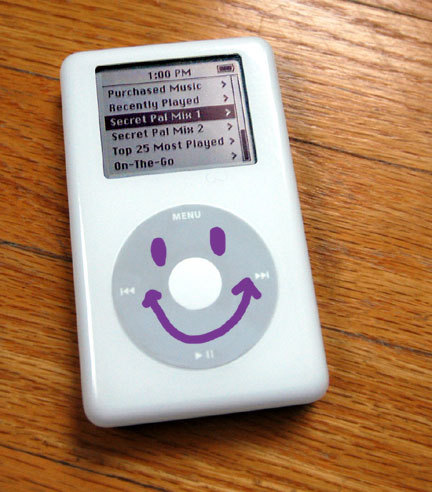 1:00 PM
Purchased Music >
Recently Played >
Secret Pal Mix 1 >
Secret Pal Mix 2 >
Top 25 Most Played >
On-The-Go >
MENU